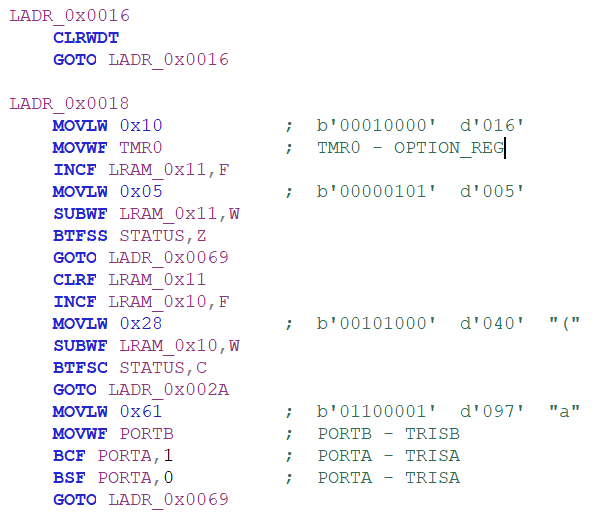 LADR_0x0016
CLRWDT
GOTO LADR_0x0016
LADR_0x0018
MOVLW 0x10 ; b'00010000' d'016'
MOVWF TMR0 ; TMR0 - OPTION_REG
INCF LRAM_0x11,F
MOVLW 0x05 ; b'00000101' d'005'
SUBWF LRAM_0x11,W
BTFSS STATUS,Z
GOTO LADR_0x0069
CLRF LRAM_0x11
INCF LRAM_0x10,F
MOVLW 0x28 ; b'00101000' d'040' "("
SUBWF LRAM_0x10,W
BTFSC STATUS,C
GOTO LADR_0x002A
MOVLW 0x61 ; b'01100001' d'097' "a"
MOVWF PORTB ; PORTB - TRISB
BCF PORTA,1 ; PORTA - TRISA
BSF PORTA,0 ; PORTA - TRISA
GOTO LADR_0x0069